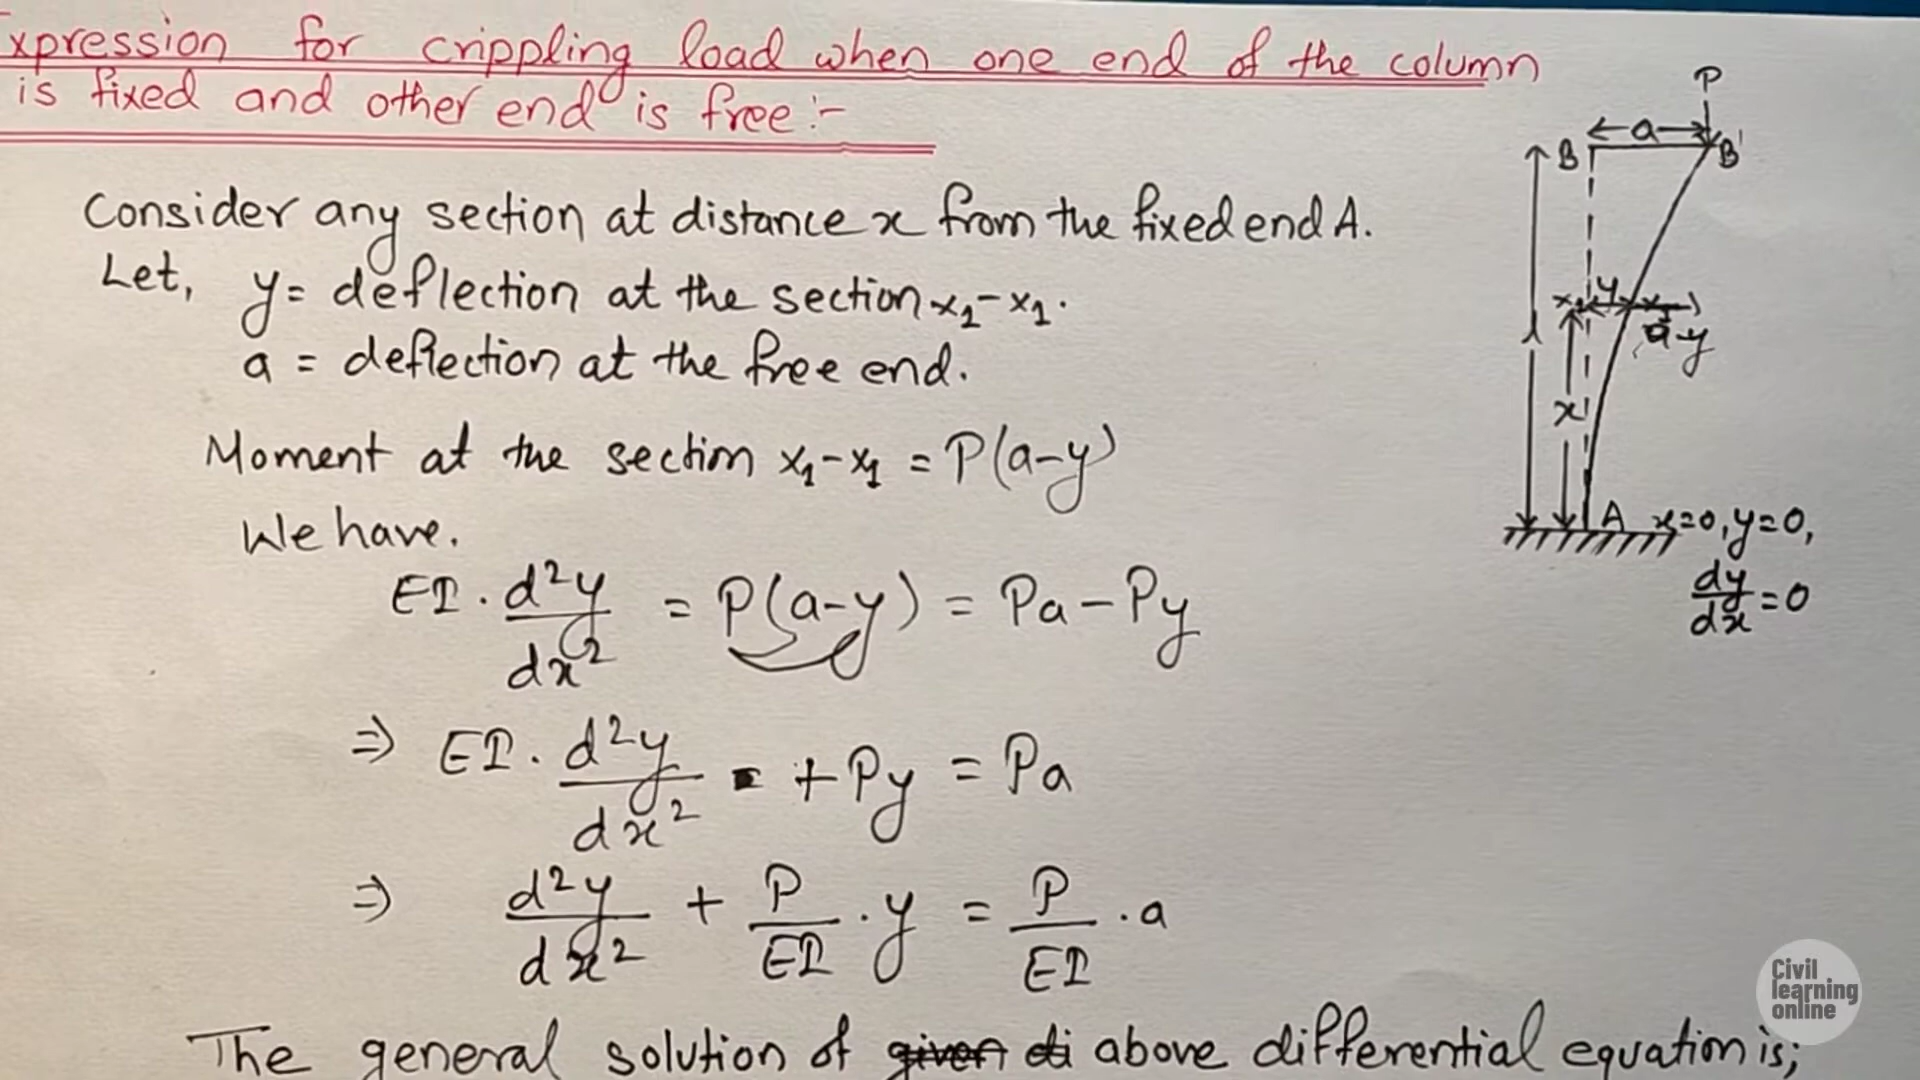 xpression for crippling load when one end of the column
is fixed and other end is free :-
Consider any section at distance x from the fixed end A.
Let, y = deflection at the section x₁-x₁.
a = deflection at the free end.
Moment at the section x₁-x₁ = P(a-y)
We have.
EI . d²y/dx² = P(a-y) = Pa - Py
⇒ EI . d²y/dx² + Py = Pa
⇒ d²y/dx² + P/EI . y = P/EI . a
The general solution of given di above differential equation is;
P
a
B B'
x y x
a-y
l
x
A x=0, y=0,
dy/dx = 0
Civil
learning
online